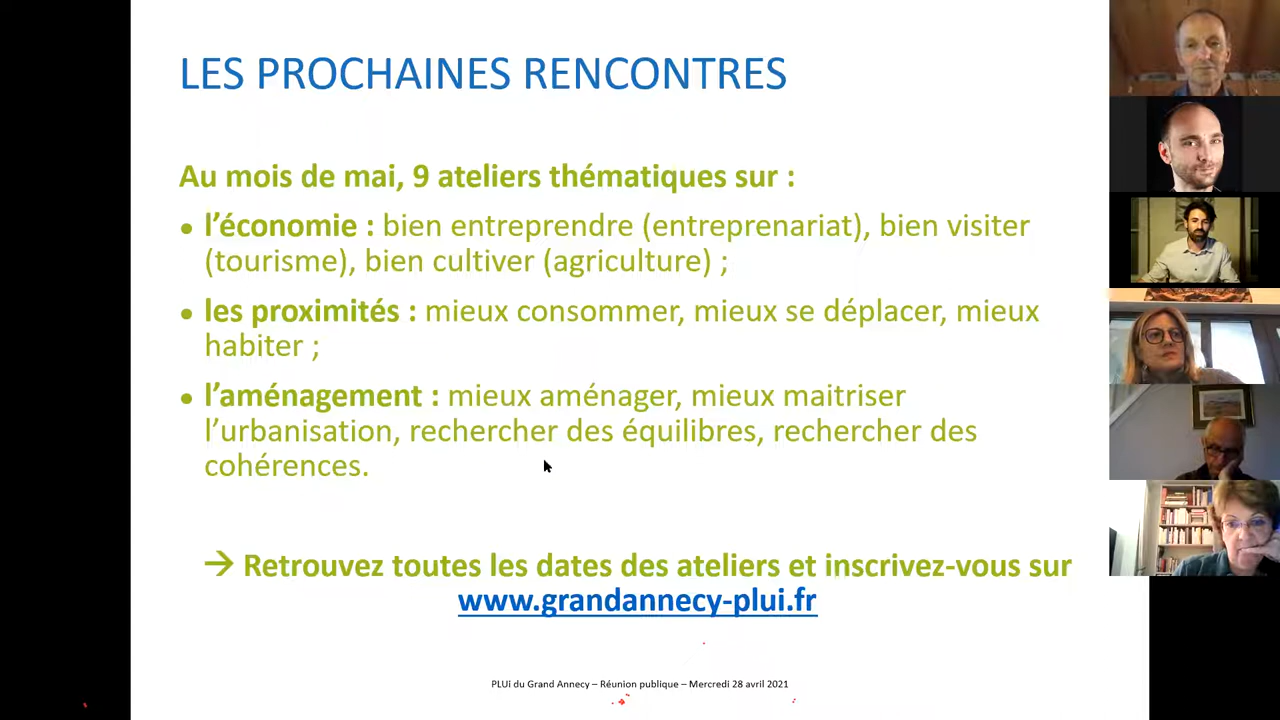 LES PROCHAINES RENCONTRES
Au mois de mai, 9 ateliers thématiques sur :
• l’économie : bien entreprendre (entreprenariat), bien visiter
(tourisme), bien cultiver (agriculture) ;
• les proximités : mieux consommer, mieux se déplacer, mieux
habiter ;
• l’aménagement : mieux aménager, mieux maitriser
l’urbanisation, rechercher des équilibres, rechercher des
cohérences.
→ Retrouvez toutes les dates des ateliers et inscrivez-vous sur
www.grandannecy-plui.fr
PLUi du Grand Annecy – Réunion publique – Mercredi 28 avril 2021